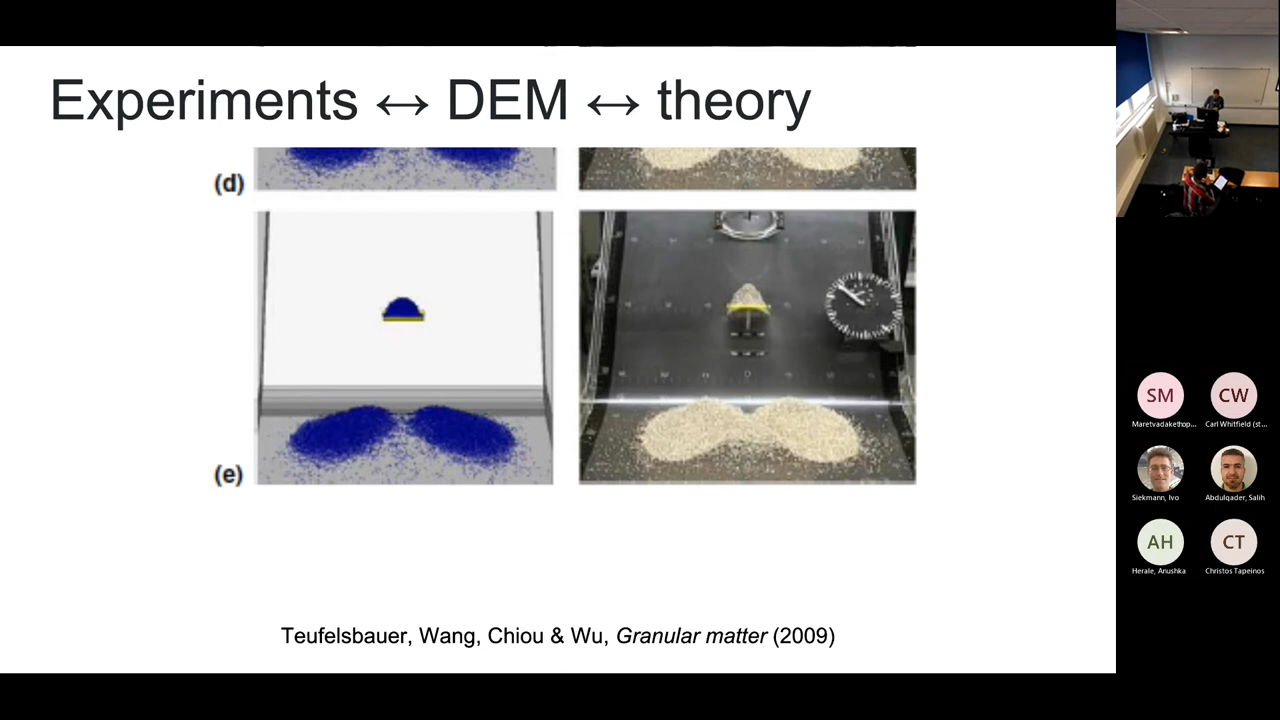 Experiments ↔ DEM ↔ theory
(d)
(e)
Teufelsbauer, Wang, Chiou & Wu, Granular matter (2009)
SM
CW
Maretvadakethop...
Carl Whitfield (st...
Siekmann, Ivo
Abdulqader, Salih
AH
CT
Herale, Anushka
Christos Tapeinos